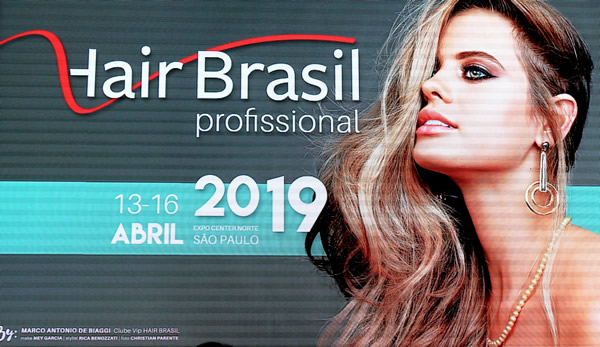 Hair Brasil
profissional
13-16
ABRIL
2019
EXPO CENTER NORTE
SÃO PAULO
By: MARCO ANTONIO DE BIAGGI Clube Vip HAIR BRASIL
make NEY GARCIA | stylist RICA BENOZZATI | foto CHRISTIAN PARENTE